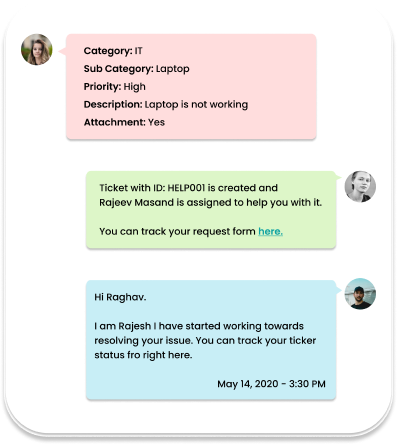 Category: IT
Sub Category: Laptop
Priority: High
Description: Laptop is not working
Attachment: Yes
Ticket with ID: HELP001 is created and
Rajeev Masand is assigned to help you with it.
You can track your request form here.
Hi Raghav.
I am Rajesh I have started working towards
resolving your issue. You can track your ticker
status fro right here.
May 14, 2020 - 3:30 PM